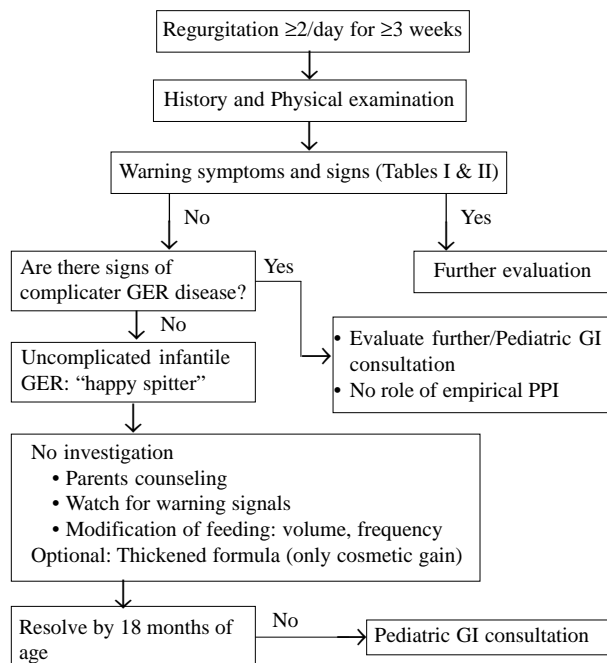 Regurgitation ≥2/day for ≥3 weeks
History and Physical examination
Warning symptoms and signs (Tables I & II)
No
Yes
Are there signs of
complicater GER disease?
Yes
Further evaluation
No
• Evaluate further/Pediatric GI
consultation
• No role of empirical PPI
Uncomplicated infantile
GER: “happy spitter”
No investigation
• Parents counseling
• Watch for warning signals
• Modification of feeding: volume, frequency
Optional: Thickened formula (only cosmetic gain)
Resolve by 18 months of
age
No
Pediatric GI consultation